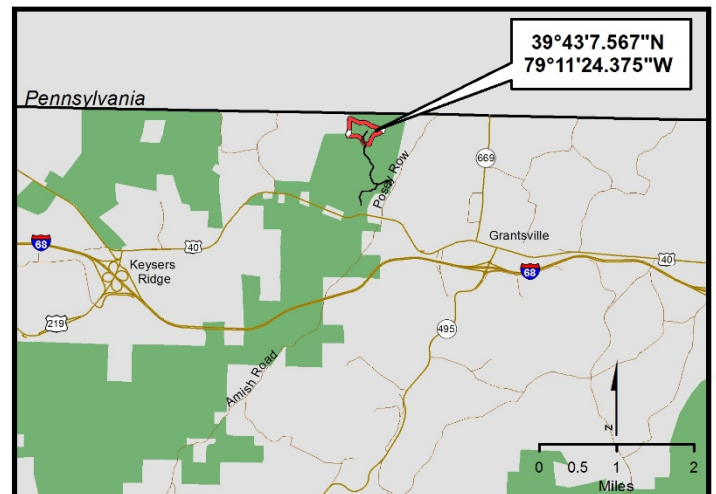 39°43'7.567"N
79°11'24.375"W
Pennsylvania
669
Posey Row
Grantsville
68
40
40
Keysers
Ridge
68
219
495
Amish Road
z
0 0.5 1 2
Miles